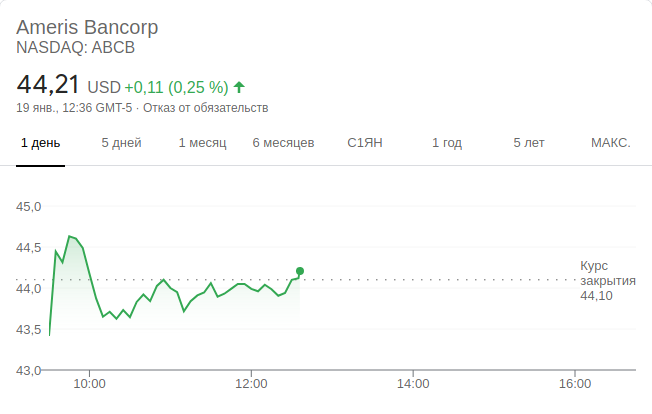 Ameris Bancorp
NASDAQ: ABCB
44,21 USD +0,11 (0,25 %)
19 янв., 12:36 GMT-5 · Отказ от обязательств
1 день 5 дней 1 месяц 6 месяцев С1ЯН 1 год 5 лет МАКС.
45,0
44,5
Курс
закрытия
44,10
44,0
43,5
43,0
10:00 12:00 14:00 16:00